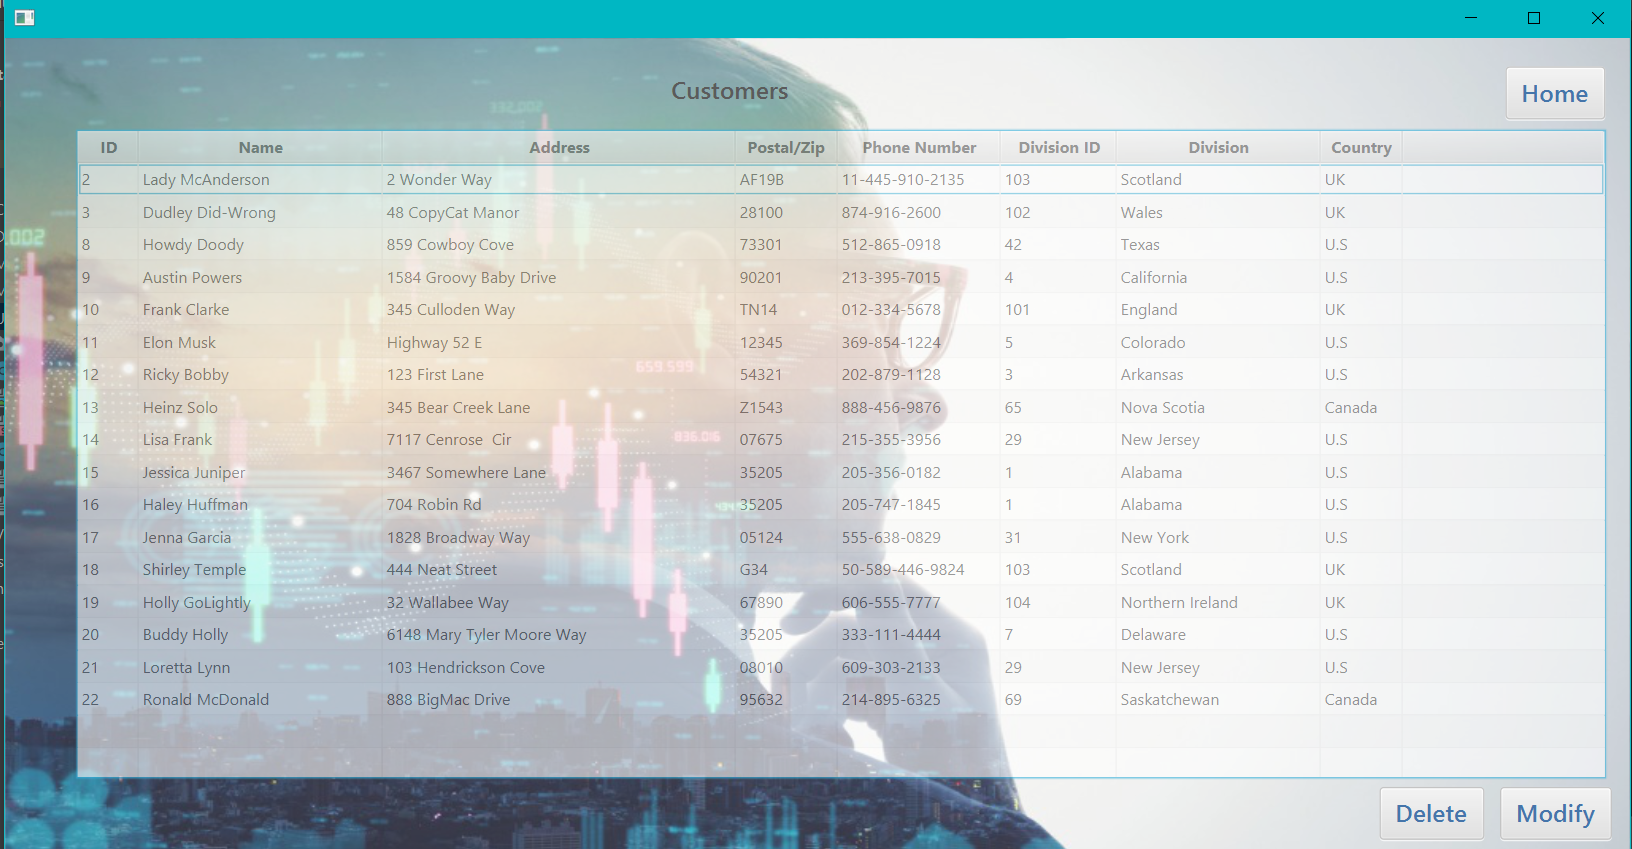 332.002
Customers
Home
ID Name Address Postal/Zip Phone Number Division ID Division Country
2 Lady McAnderson 2 Wonder Way AF19B 11-445-910-2135 103 Scotland UK
3 Dudley Did-Wrong 48 CopyCat Manor 28100 874-916-2600 102 Wales UK
.002
8 Howdy Doody 859 Cowboy Cove 73301 512-865-0918 42 Texas U.S
9 Austin Powers 1584 Groovy Baby Drive 90201 213-395-7015 4 California U.S
10 Frank Clarke 345 Culloden Way TN14 012-334-5678 101 England UK
11 Elon Musk Highway 52 E 12345 369-854-1224 5 Colorado U.S
659.599
12 Ricky Bobby 123 First Lane 54321 202-879-1128 3 Arkansas U.S
13 Heinz Solo 345 Bear Creek Lane Z1543 888-456-9876 65 Nova Scotia Canada
836.016
14 Lisa Frank 7117 Cenrose  Cir 07675 215-355-3956 29 New Jersey U.S
15 Jessica Juniper 3467 Somewhere Lane 35205 205-356-0182 1 Alabama U.S
16 Haley Huffman 704 Robin Rd 35205 205-747-1845 1 Alabama U.S
17 Jenna Garcia 1828 Broadway Way 05124 555-638-0829 31 New York U.S
18 Shirley Temple 444 Neat Street G34 50-589-446-9824 103 Scotland UK
19 Holly GoLightly 32 Wallabee Way 67890 606-555-7777 104 Northern Ireland UK
20 Buddy Holly 6148 Mary Tyler Moore Way 35205 333-111-4444 7 Delaware U.S
21 Loretta Lynn 103 Hendrickson Cove 08010 609-303-2133 29 New Jersey U.S
22 Ronald McDonald 888 BigMac Drive 95632 214-895-6325 69 Saskatchewan Canada
Delete Modify